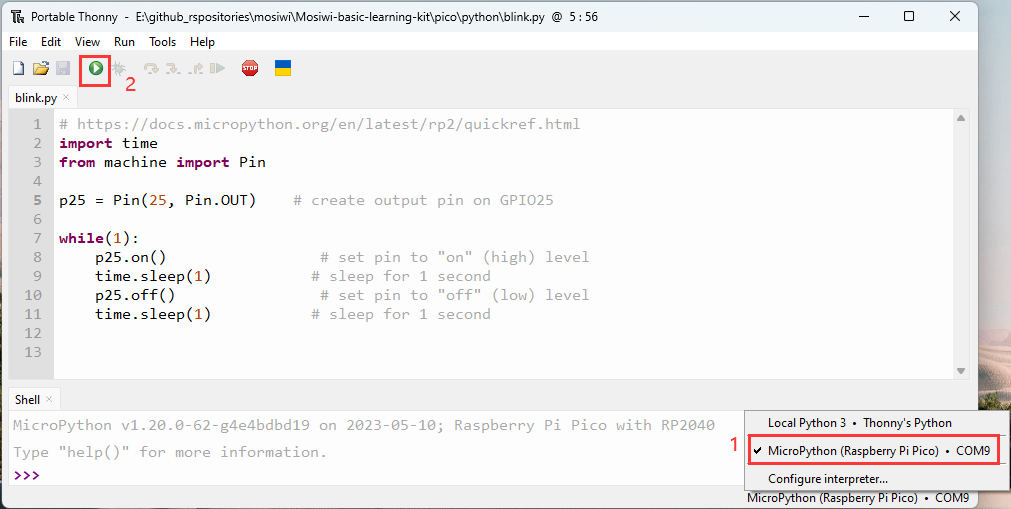 Portable Thonny - E:\github_rspositories\mosiwi\Mosiwi-basic-learning-kit\pico\python\blink.py @ 5 : 56
File Edit View Run Tools Help
STOP
2
blink.py ×
1 # https://docs.micropython.org/en/latest/rp2/quickref.html
2 import time
3 from machine import Pin
4
5 p25 = Pin(25, Pin.OUT)    # create output pin on GPIO25
6
7 while(1):
8     p25.on()                 # set pin to "on" (high) level
9     time.sleep(1)           # sleep for 1 second
10     p25.off()                # set pin to "off" (low) level
11     time.sleep(1)           # sleep for 1 second
12
13
Shell ×
MicroPython v1.20.0-62-g4e4bdbd19 on 2023-05-10; Raspberry Pi Pico with RP2040
Type "help()" for more information.
>>>
Local Python 3 • Thonny's Python
1
✓ MicroPython (Raspberry Pi Pico) • COM9
Configure interpreter...
MicroPython (Raspberry Pi Pico) • COM9